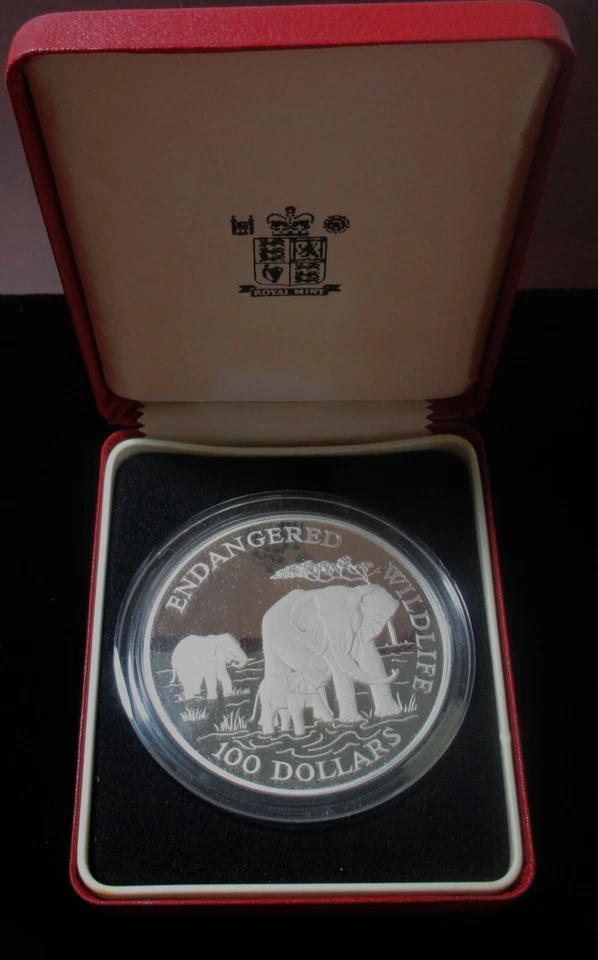 ROYAL MINT
ENDANGERED WILDLIFE
100 DOLLARS